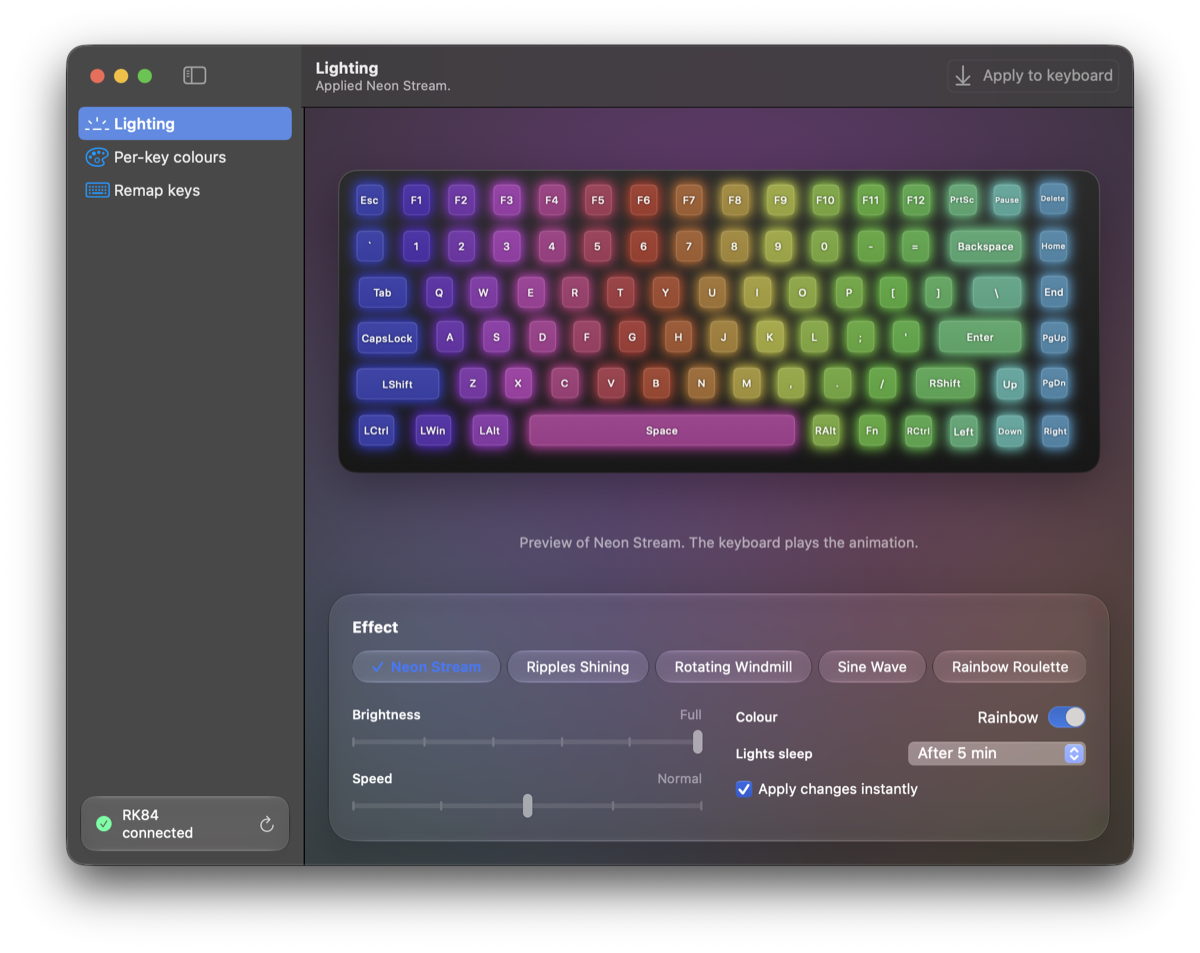 Lighting
Applied Neon Stream.
Apply to keyboard
Lighting
Per-key colours
Remap keys
Esc F1 F2 F3 F4 F5 F6 F7 F8 F9 F10 F11 F12 PrtSc Pause Delete
` 1 2 3 4 5 6 7 8 9 0 - = Backspace Home
Tab Q W E R T Y U I O P [ ] \ End
CapsLock A S D F G H J K L ; ' Enter PgUp
LShift Z X C V B N M , . / RShift Up PgDn
LCtrl LWin LAlt Space RAlt Fn RCtrl Left Down Right
Preview of Neon Stream. The keyboard plays the animation.
Effect
✓ Neon Stream Ripples Shining Rotating Windmill Sine Wave Rainbow Roulette
Brightness Full
Colour Rainbow
Lights sleep After 5 min
Speed Normal
Apply changes instantly
RK84
connected